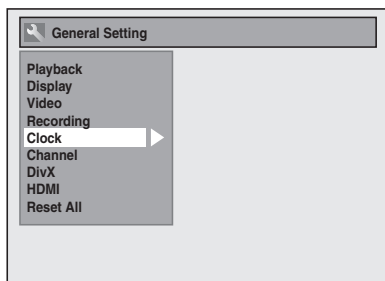 General Setting
Playback
Display
Video
Recording
Clock
Channel
DivX
HDMI
Reset All